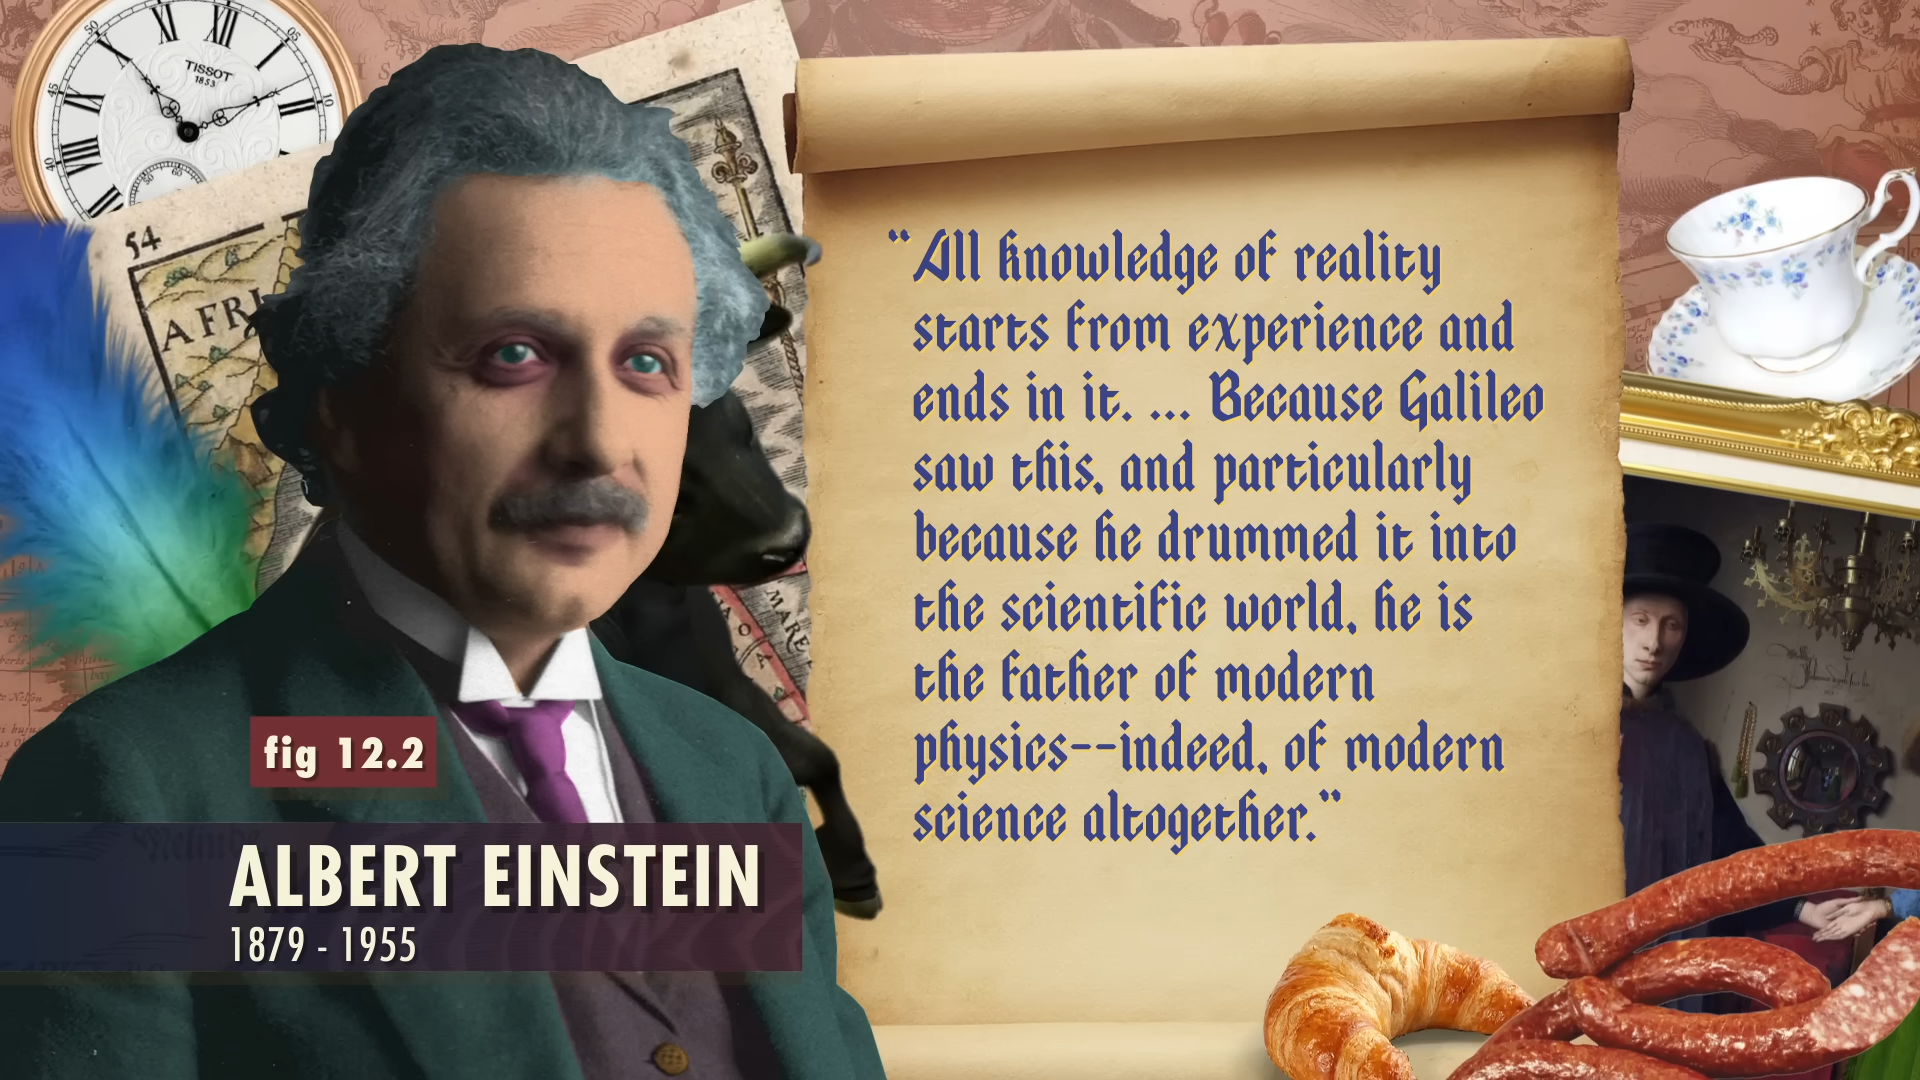 TISSOT
1853
54
AFRI
MARE
“All knowledge of reality
starts from experience and
ends in it. ... Because Galileo
saw this, and particularly
because he drummed it into
the scientific world, he is
the father of modern
physics--indeed, of modern
science altogether.”
fig 12.2
ALBERT EINSTEIN
1879 - 1955